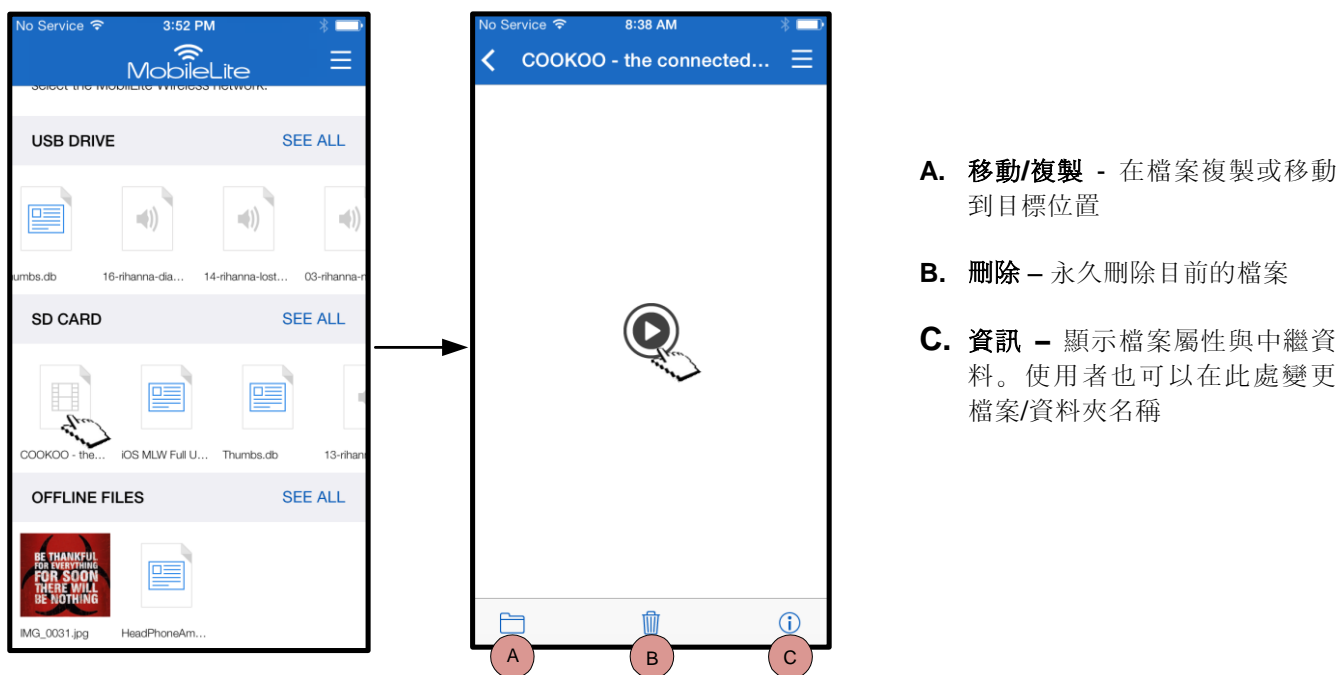 No Service 3:52 PM
MobileLite
select the MobiLite Wireless network.
USB DRIVE SEE ALL
umbs.db 16-rihanna-dia... 14-rihanna-lost... 03-rihanna-r
SD CARD SEE ALL
COOKOO - the... iOS MLW Full U... Thumbs.db 13-rihan
OFFLINE FILES SEE ALL
BE THANKFUL
FOR EVERYTHING
FOR SOON
THERE WILL
BE NOTHING
IMG_0031.jpg HeadPhoneAm...
No Service 8:38 AM
COOKOO - the connected...
A B C
A. 移動/複製 - 在檔案複製或移動
到目標位置
B. 刪除 – 永久刪除目前的檔案
C. 資訊 – 顯示檔案屬性與中繼資
料。使用者也可以在此處變更
檔案/資料夾名稱